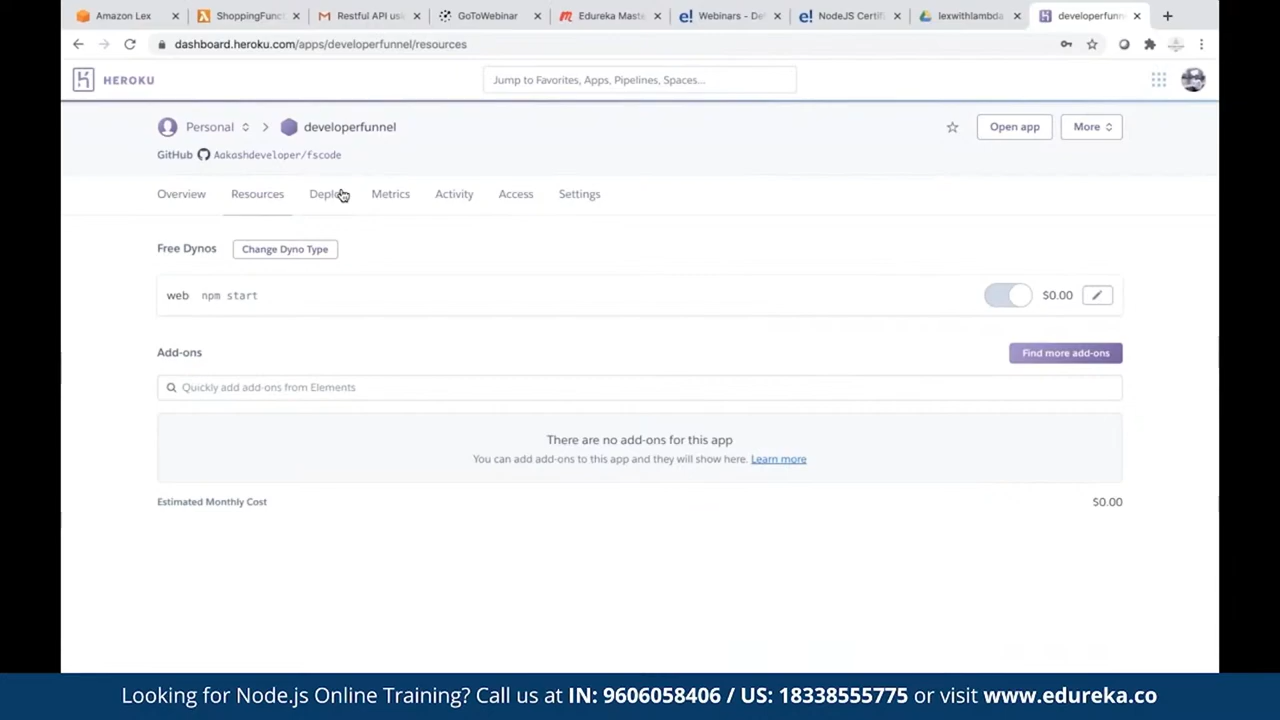 Amazon Lex
ShoppingFunct
Restful API usi
GoToWebinar
Edureka Maste
Webinars - De
NodeJS Certifi
lexwithlambda
developerfunn
dashboard.heroku.com/apps/developerfunnel/resources
HEROKU
Jump to Favorites, Apps, Pipelines, Spaces...
Personal
developerfunnel
Open app
More
GitHub Aakashdeveloper/fscode
Overview
Resources
Deplo
Metrics
Activity
Access
Settings
Free Dynos
Change Dyno Type
web npm start
$0.00
Add-ons
Find more add-ons
Quickly add add-ons from Elements
There are no add-ons for this app
You can add add-ons to this app and they will show here. Learn more
Estimated Monthly Cost
$0.00
Looking for Node.js Online Training? Call us at IN: 9606058406 / US: 18338555775 or visit www.edureka.co